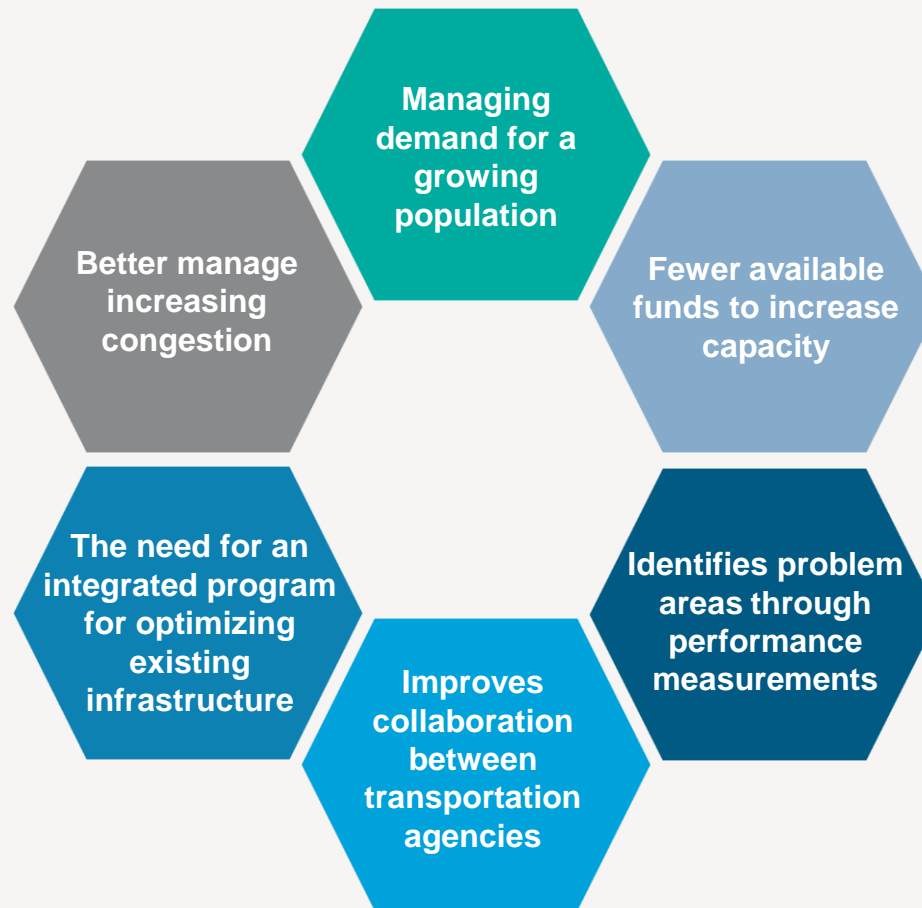 Managing
demand for a
growing
population
Better manage
increasing
congestion
Fewer available
funds to increase
capacity
The need for an
integrated program
for optimizing
existing
infrastructure
Identifies problem
areas through
performance
measurements
Improves
collaboration
between
transportation
agencies